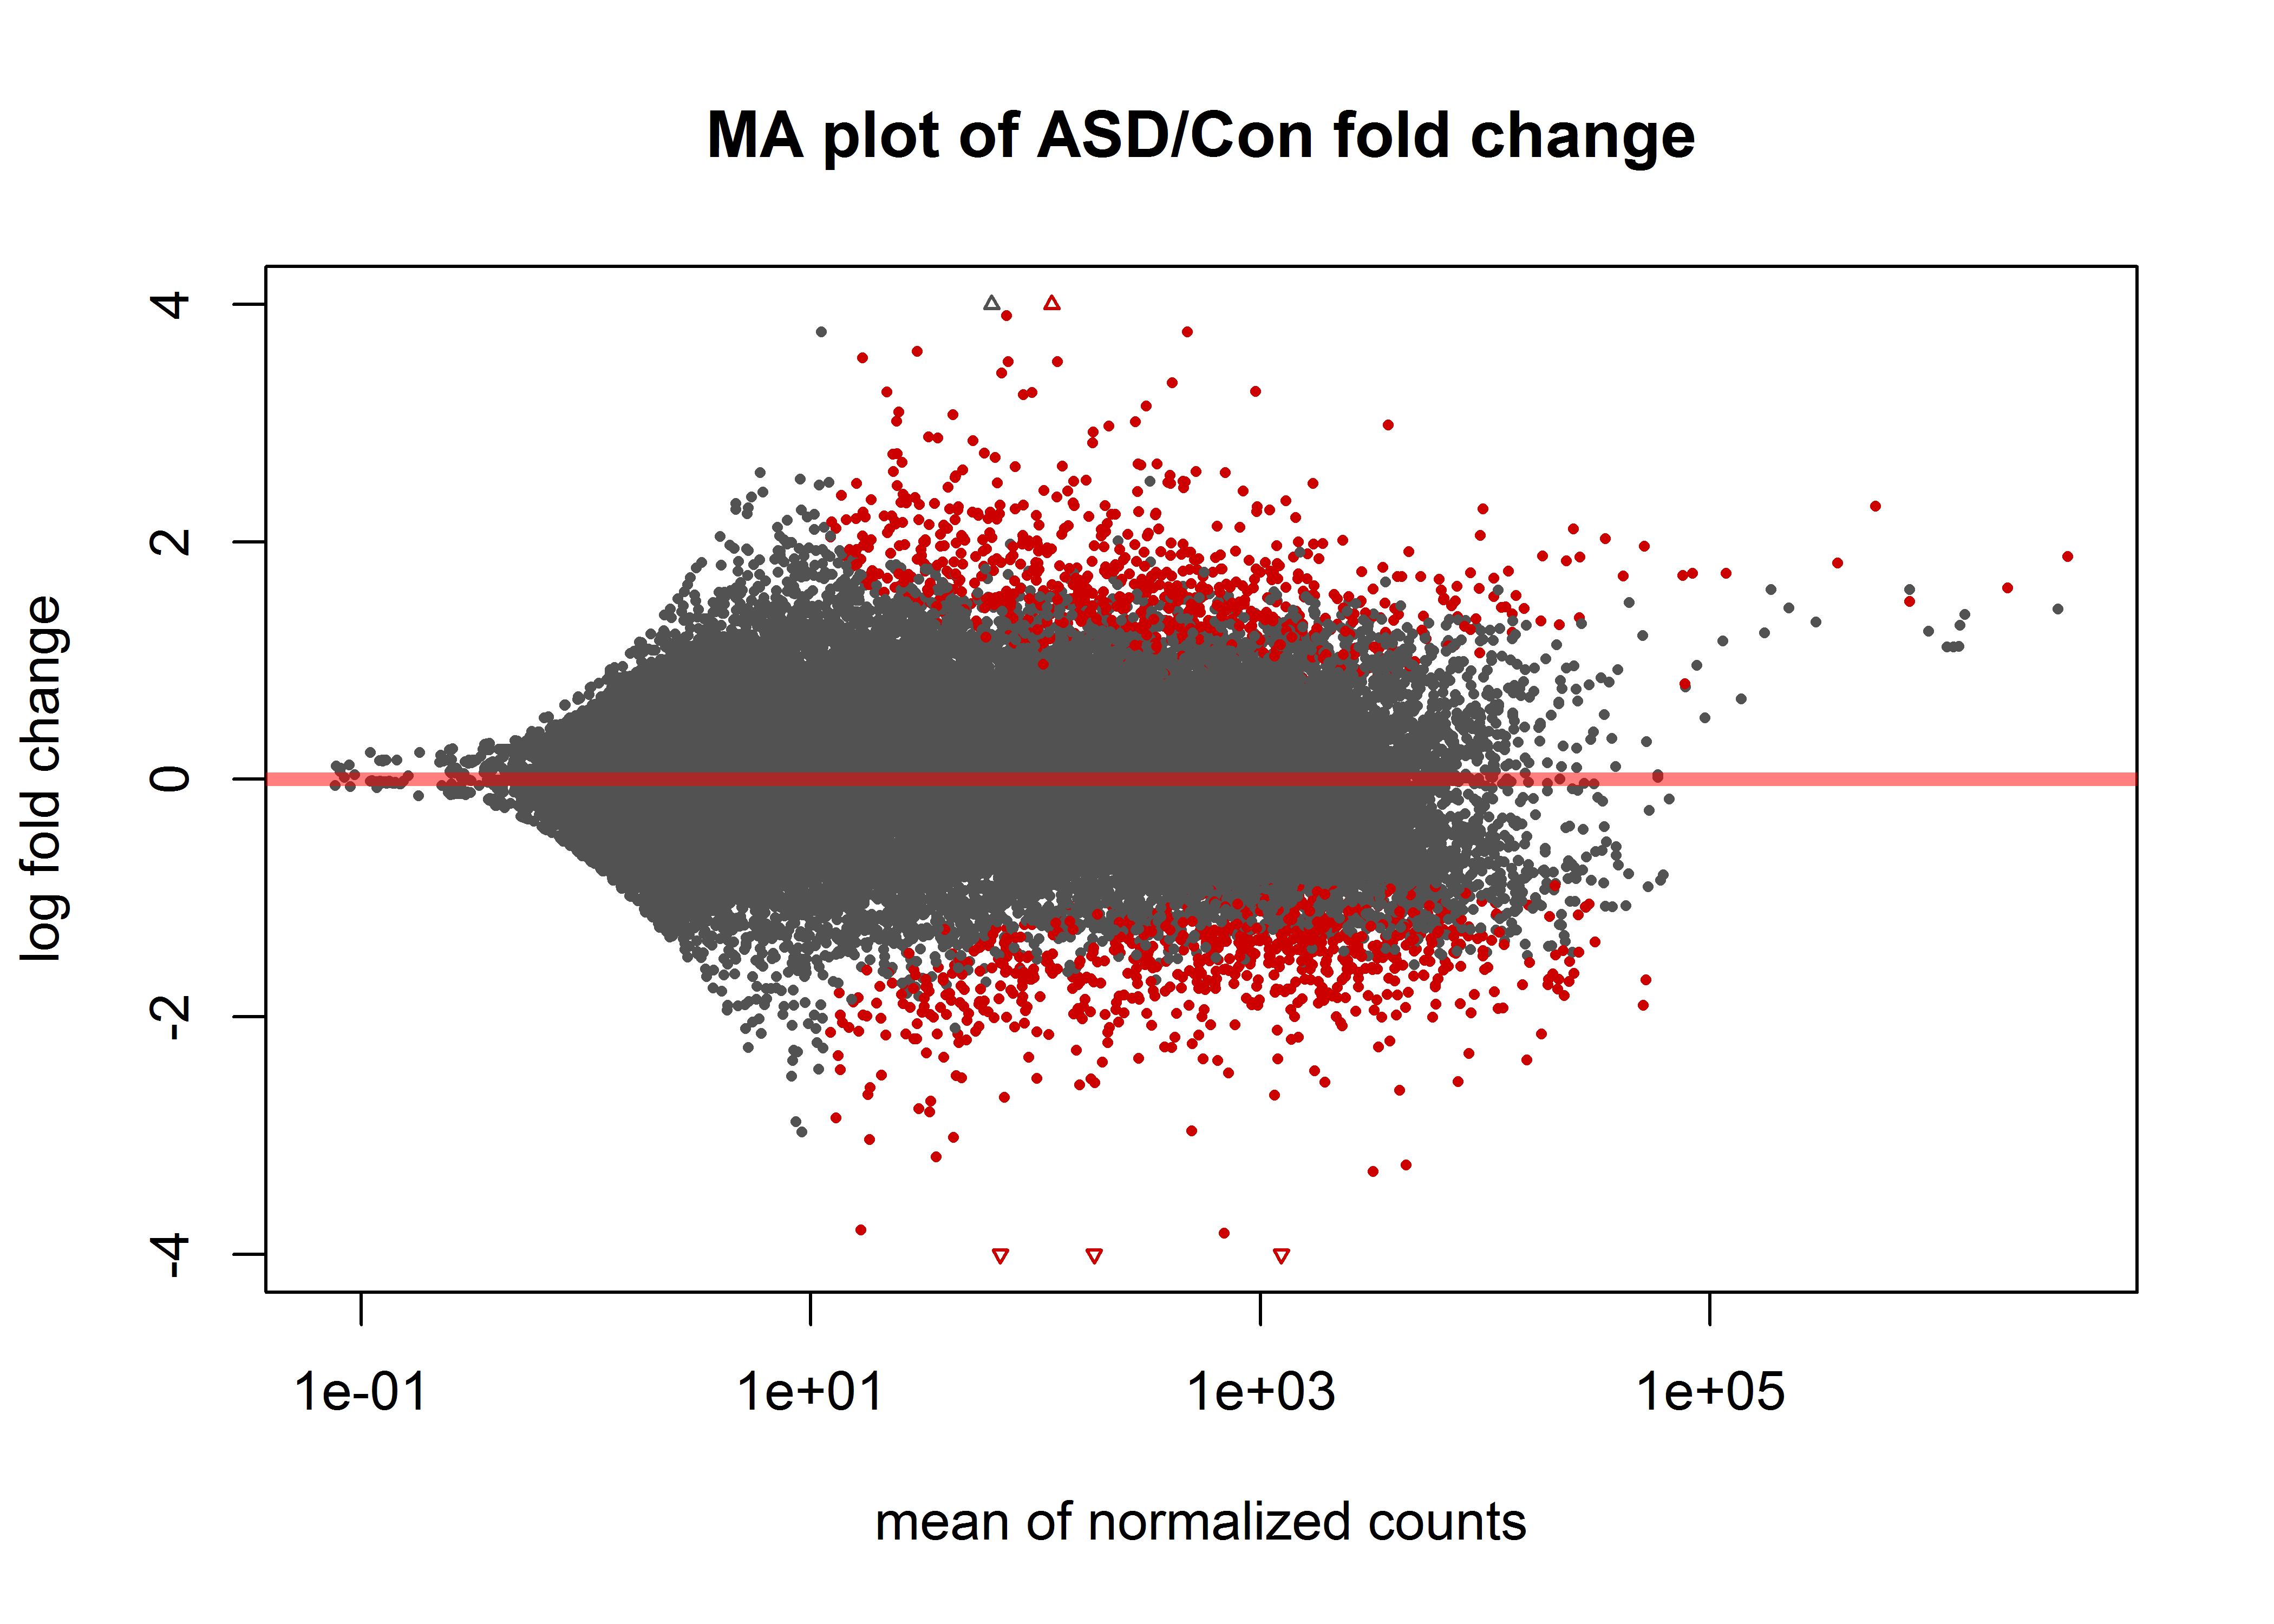 MA plot of ASD/Con fold change
4
2
0
-2
-4
log fold change
1e-01 1e+01 1e+03 1e+05
mean of normalized counts